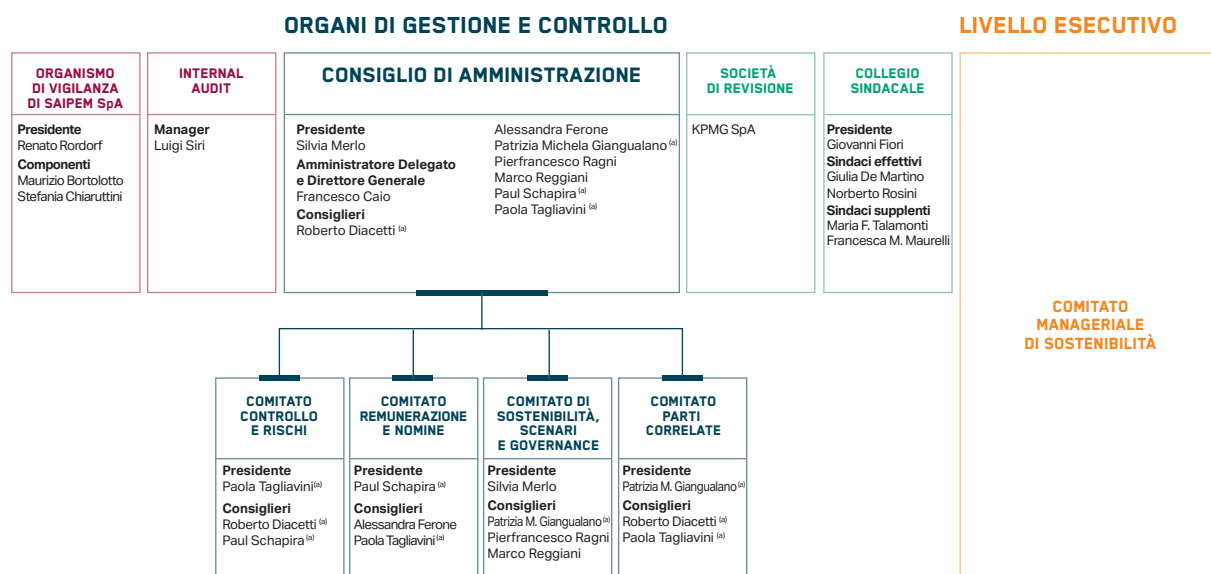 ORGANI DI GESTIONE E CONTROLLO
LIVELLO ESECUTIVO
ORGANISMO
DI VIGILANZA
DI SAIPEM SpA
Presidente
Renato Rordorf
Componenti
Maurizio Bortolotto
Stefania Chiaruttini
INTERNAL
AUDIT
Manager
Luigi Siri
CONSIGLIO DI AMMINISTRAZIONE
Presidente
Silvia Merlo
Amministratore Delegato
e Direttore Generale
Francesco Caio
Consiglieri
Roberto Diacetti (a)
Alessandra Ferone
Patrizia Michela Giangualano (a)
Pierfrancesco Ragni
Marco Reggiani
Paul Schapira (a)
Paola Tagliavini (a)
SOCIETÀ
DI REVISIONE
KPMG SpA
COLLEGIO
SINDACALE
Presidente
Giovanni Fiori
Sindaci effettivi
Giulia De Martino
Norberto Rosini
Sindaci supplenti
Maria F. Talamonti
Francesca M. Maurelli
COMITATO
MANAGERIALE
DI SOSTENIBILITÀ
COMITATO
CONTROLLO
E RISCHI
Presidente
Paola Tagliavini(a)
Consiglieri
Roberto Diacetti (a)
Paul Schapira (a)
COMITATO
REMUNERAZIONE
E NOMINE
Presidente
Paul Schapira (a)
Consiglieri
Alessandra Ferone
Paola Tagliavini (a)
COMITATO DI
SOSTENIBILITÀ,
SCENARI
E GOVERNANCE
Presidente
Silvia Merlo
Consiglieri
Patrizia M. Giangualano(a)
Pierfrancesco Ragni
Marco Reggiani
COMITATO
PARTI
CORRELATE
Presidente
Patrizia M. Giangualano(a)
Consiglieri
Roberto Diacetti (a)
Paola Tagliavini (a)